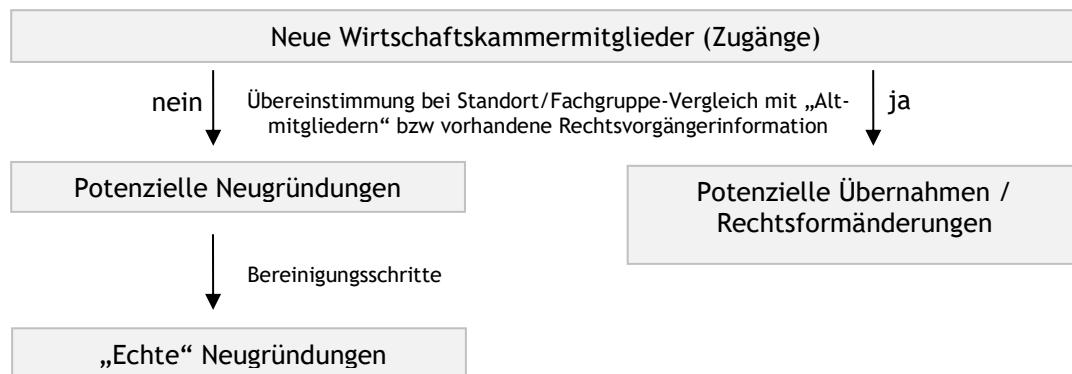 Neue Wirtschaftskammermitglieder (Zugänge)
nein
Übereinstimmung bei Standort/Fachgruppe-Vergleich mit „Alt-
mitgliedern“ bzw vorhandene Rechtsvorgängerinformation
ja
Potenzielle Neugründungen
Potenzielle Übernahmen /
Rechtsformänderungen
Bereinigungsschritte
„Echte“ Neugründungen